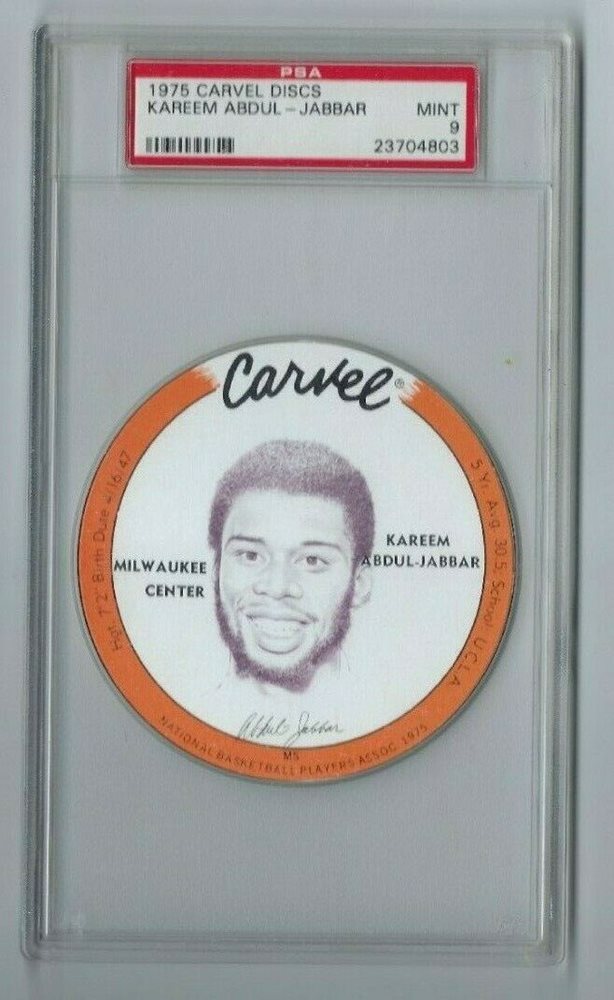 PSA
1975 CARVEL DISCS
KAREEM ABDUL-JABBAR MINT
9
23704803
Carvel®
Hgt. 7'2" Birth Date 4/16/47
5 Yr. Avg. 30.5, School UCLA
MILWAUKEE
CENTER
KAREEM
ABDUL-JABBAR
Abdul Jabbar
MS
NATIONAL BASKETBALL PLAYERS ASSOC. 1975